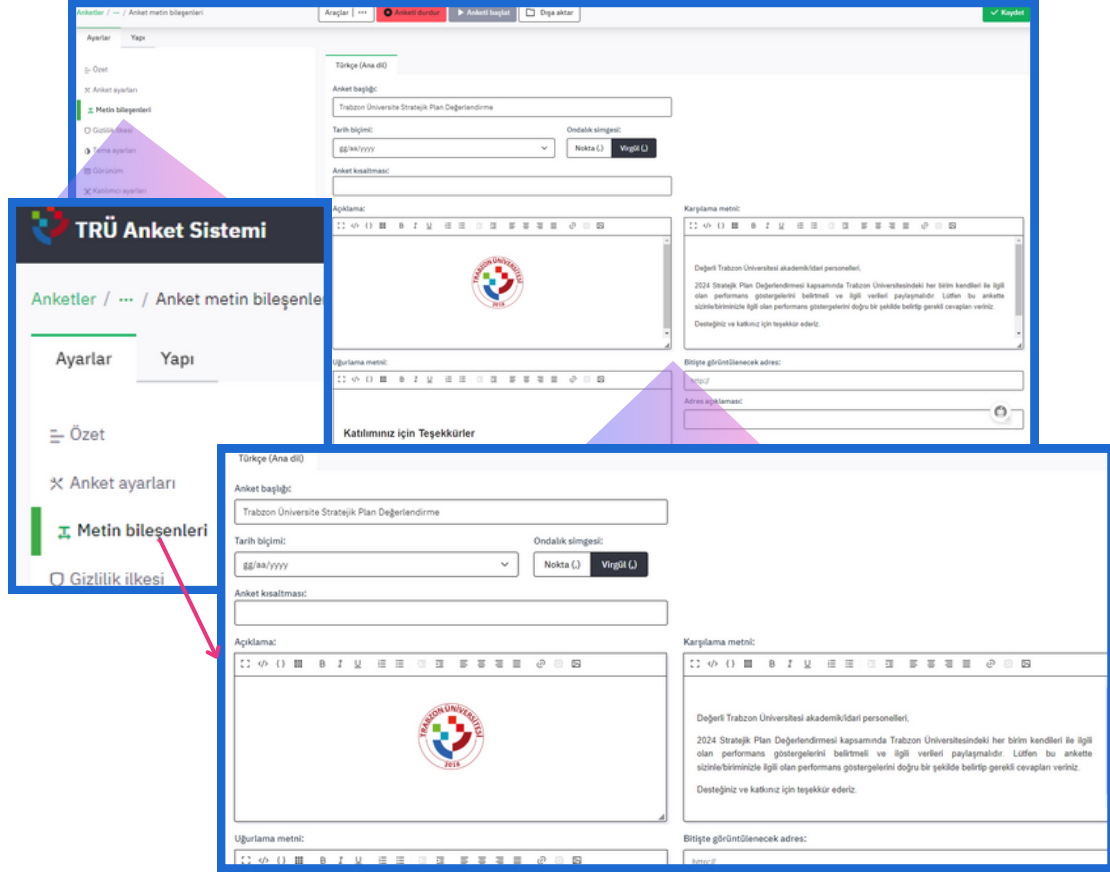 Anketler / ··· / Anket metin bileşenleri
Araçlar | ···
Anketi durdur
Anketi başlat
Dışa aktar
Kaydet
Ayarlar
Yapı
Özet
Anket ayarları
Metin bileşenleri
Gizlilik ilkesi
Tema ayarları
Görünüm
Katılımcı ayarları
Türkçe (Ana dil)
Anket başlığı:
Trabzon Üniversite Stratejik Plan Değerlendirme
Tarih biçimi:
Ondalık simgesi:
gg/aa/yyyy
Nokta (.)
Virgül (,)
Anket kısaltması:
Açıklama:
Karşılama metni:
TRABZON ÜNİVERSİTESİ
2018
Değerli Trabzon Üniversitesi akademik/idari personelleri,
2024 Stratejik Plan Değerlendirmesi kapsamında Trabzon Üniversitesindeki her birim kendileri ile ilgili
olan performans göstergelerini belirtmeli ve ilgili verileri paylaşmalıdır. Lütfen bu ankette
sizinle/biriminizle ilgili olan performans göstergelerini doğru bir şekilde belirtip gerekli cevapları veriniz.
Desteğiniz ve katkınız için teşekkür ederiz.
Uğurlama metni:
Bitişte görüntülenecek adres:
http://
Adres açıklaması:
Katılımınız için Teşekkürler
TRÜ Anket Sistemi
Anketler / ··· / Anket metin bileşenle
Ayarlar
Yapı
Özet
Anket ayarları
Metin bileşenleri
Gizlilik ilkesi
Türkçe (Ana dil)
Anket başlığı:
Trabzon Üniversite Stratejik Plan Değerlendirme
Tarih biçimi:
Ondalık simgesi:
gg/aa/yyyy
Nokta (.)
Virgül (,)
Anket kısaltması:
Açıklama:
Karşılama metni:
TRABZON ÜNİVERSİTESİ
2018
Değerli Trabzon Üniversitesi akademik/idari personelleri,
2024 Stratejik Plan Değerlendirmesi kapsamında Trabzon Üniversitesindeki her birim kendileri ile ilgili
olan performans göstergelerini belirtmeli ve ilgili verileri paylaşmalıdır. Lütfen bu ankette
sizinle/biriminizle ilgili olan performans göstergelerini doğru bir şekilde belirtip gerekli cevapları veriniz.
Desteğiniz ve katkınız için teşekkür ederiz.
Uğurlama metni:
Bitişte görüntülenecek adres:
http://